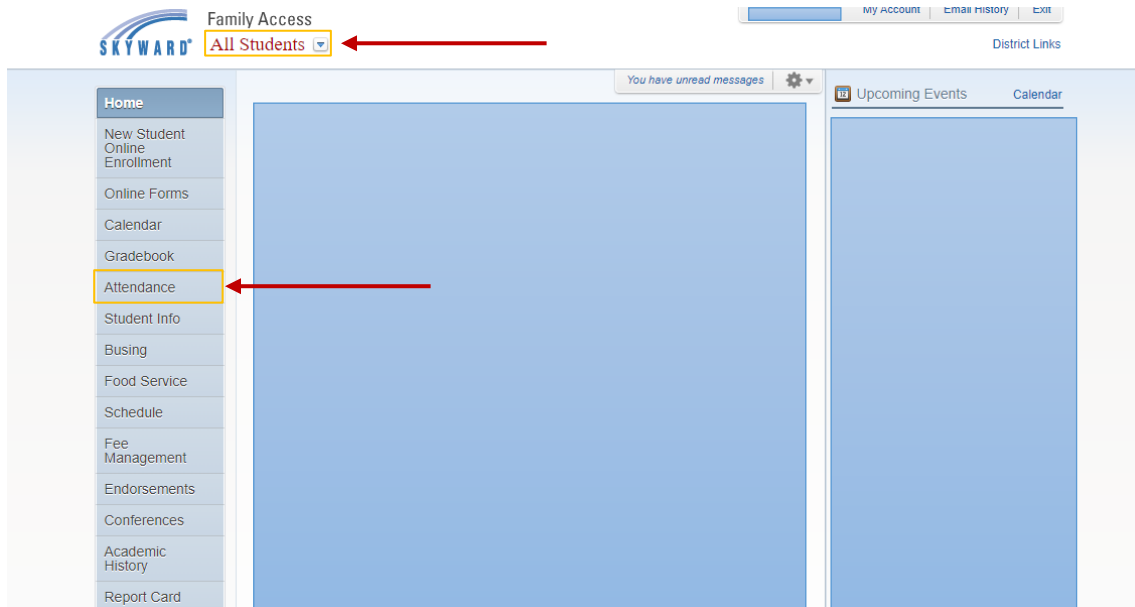 Family Access
My Account Email History Exit
SKYWARD®
All Students
District Links
You have unread messages
Home
12 Upcoming Events Calendar
New Student
Online
Enrollment
Online Forms
Calendar
Gradebook
Attendance
Student Info
Busing
Food Service
Schedule
Fee
Management
Endorsements
Conferences
Academic
History
Report Card